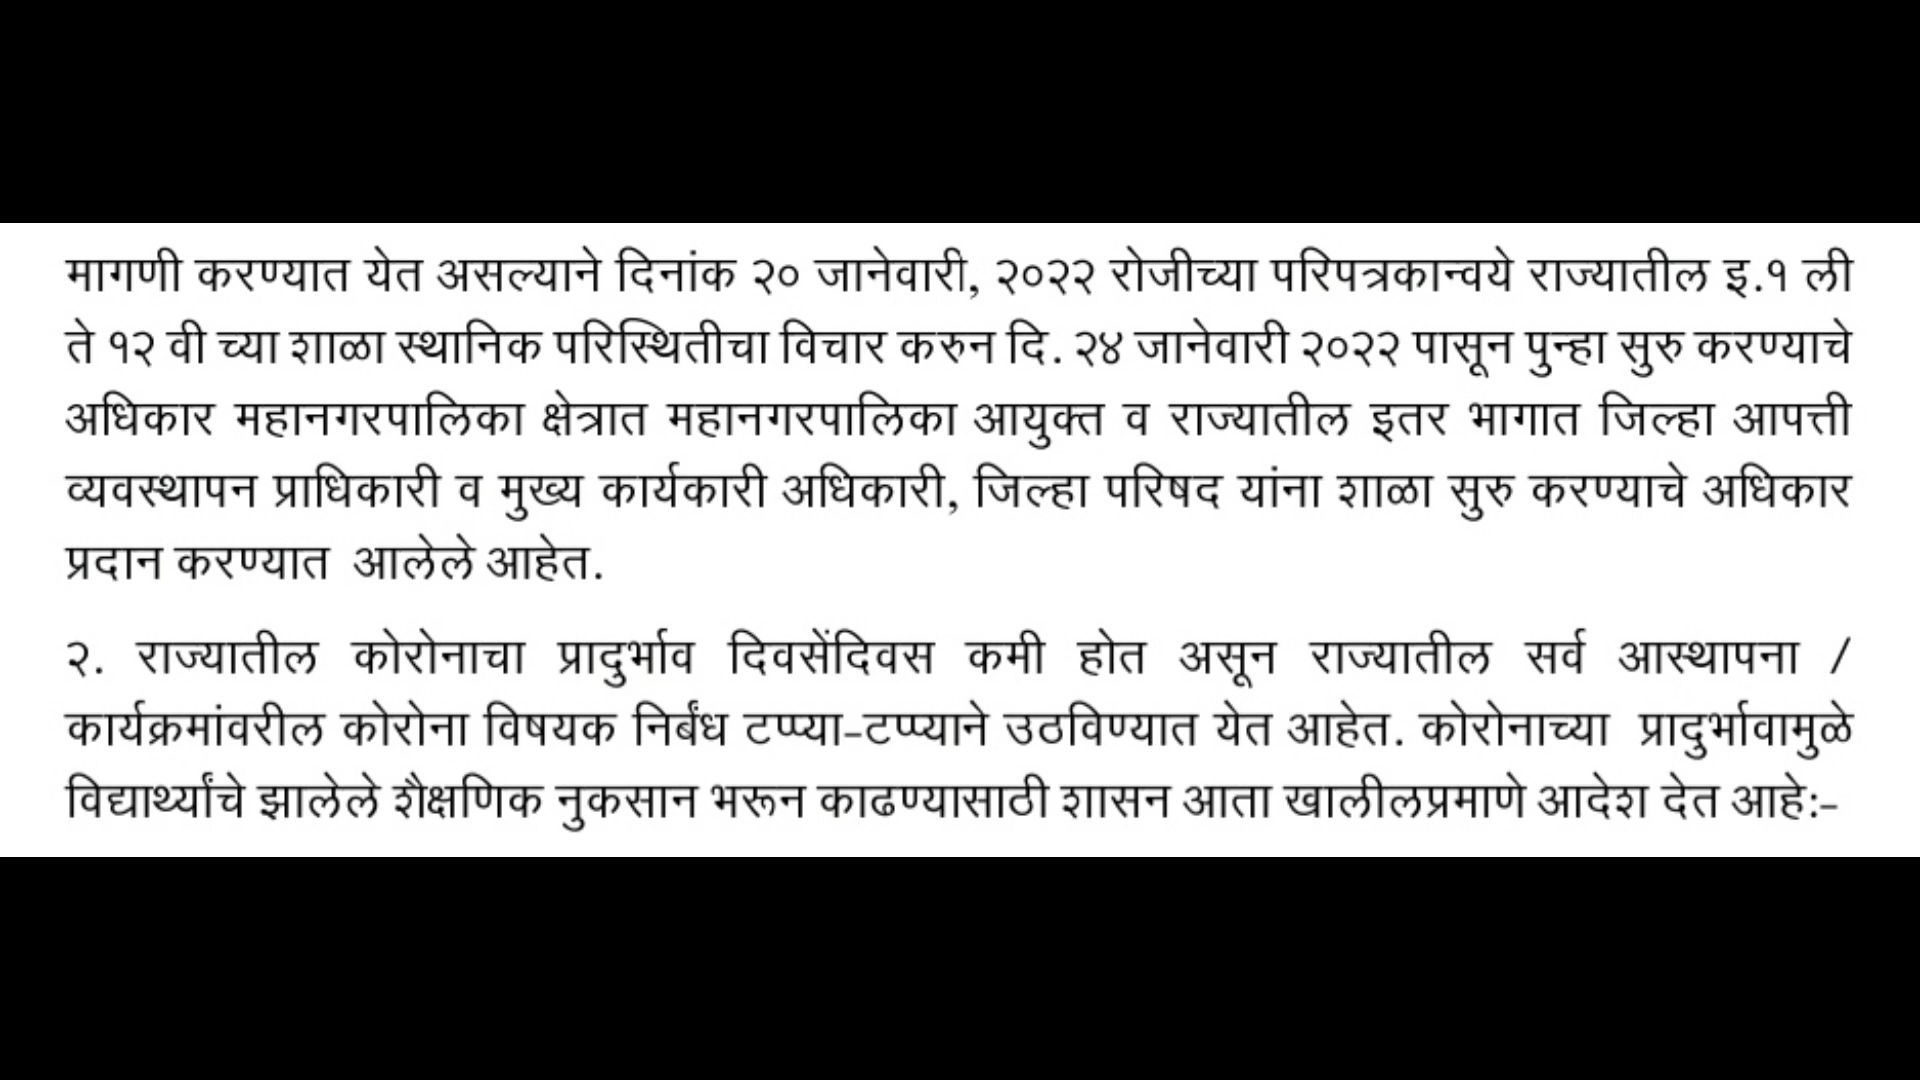 मागणी करण्यात येत असल्याने दिनांक २० जानेवारी, २०२२ रोजीच्या परिपत्रकान्वये राज्यातील इ.१ ली
ते १२ वी च्या शाळा स्थानिक परिस्थितीचा विचार करुन दि. २४ जानेवारी २०२२ पासून पुन्हा सुरु करण्याचे
अधिकार महानगरपालिका क्षेत्रात महानगरपालिका आयुक्त व राज्यातील इतर भागात जिल्हा आपत्ती
व्यवस्थापन प्राधिकारी व मुख्य कार्यकारी अधिकारी, जिल्हा परिषद यांना शाळा सुरु करण्याचे अधिकार
प्रदान करण्यात आलेले आहेत.
२. राज्यातील कोरोनाचा प्रादुर्भाव दिवसेंदिवस कमी होत असून राज्यातील सर्व आस्थापना /
कार्यक्रमांवरील कोरोना विषयक निर्बंध टप्प्या-टप्प्याने उठविण्यात येत आहेत. कोरोनाच्या प्रादुर्भावामुळे
विद्यार्थ्यांचे झालेले शैक्षणिक नुकसान भरून काढण्यासाठी शासन आता खालीलप्रमाणे आदेश देत आहे:-